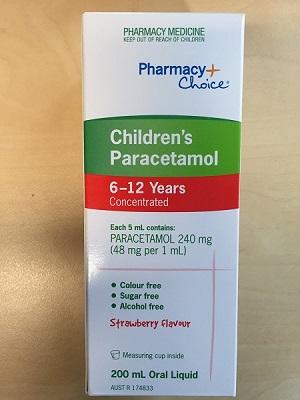 PHARMACY MEDICINE
KEEP OUT OF REACH OF CHILDREN
Pharmacy+
Choice®
Children's
Paracetamol
6–12 Years
Concentrated
Each 5 mL contains:
PARACETAMOL 240 mg
(48 mg per 1 mL)
• Colour free
• Sugar free
• Alcohol free
Strawberry Flavour
Measuring cup inside
200 mL Oral Liquid
AUST R 174833